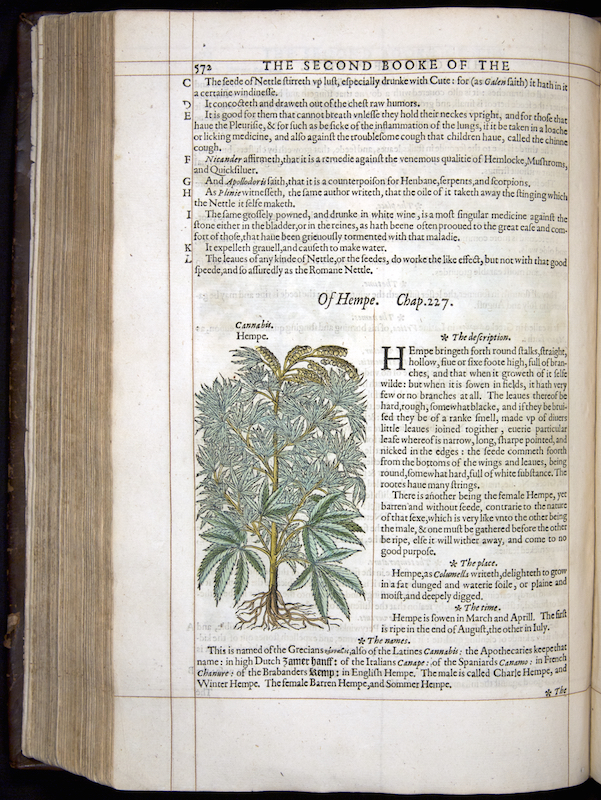 572 THE SECOND BOOKE OF THE
C The seede of Nettle stirreth vp lust, especially drunke with Cute: for (as Galen saith) it hath in it
a certaine windinesse.
D It concocteth and draweth out of the chest raw humors.
E It is good for them that cannot breath vnlesse they hold their neckes vpright, and for those that
haue the Pleurisie, & for such as be sicke of the inflammation of the lungs, if it be taken in a looche
or licking medicine, and also against the troublesome cough that children haue, called the chinne
cough.
F Nicander affirmeth, that it is a remedie against the venemous qualitie of Hemlocke, Mushroms,
and Quicksiluer.
G And Apollodoris saith, that it is a counterpoison for Henbane, serpents, and scorpions.
H As Plinie witnesseth, the same author writeth, that the oile of it taketh away the stinging which
the Nettle it selfe maketh.
I The same grossely powned, and drunke in white wine, is a most singular medicine against the
stone either in the bladder, or in the reines, as hath beene often prooued to the great ease and com-
fort of those, that haue been grieuously tormented with that maladie.
K It expelleth grauell, and causeth to make water.
L The leaues of any kinde of Nettle, or the seedes, do worke the like effect, but not with that good
speede, and so assuredly as the Romane Nettle.
Of Hempe. Chap. 227.
Cannabis.
Hempe.
✻ The description.
Hempe bringeth forth round stalks, straight,
hollow, fiue or sixe foote high, full of bran-
ches, and that when it groweth of it selfe
wilde: but when it is sowen in fields, it hath very
few or no branches at all. The leaues thereof be
hard, rough, somewhat blacke, and if they be brui-
sed they be of a ranke smell, made vp of diuers
little leaues ioined togither, euerie particular
leafe whereof is narrow, long, sharpe pointed, and
nicked in the edges: the seede commeth foorth
from the bottoms of the wings and leaues, being
round, somewhat hard, full of white substance. The
rootes haue many strings.
There is another being the female Hempe, yet
barren and without seede, contrarie to the nature
of that sexe, which is very like vnto the other being
the male, & one must be gathered before the other
be ripe, else it will wither away, and come to no
good purpose.
✻ The place.
Hempe, as Columella writeth, delighteth to grow
in a fat dunged and waterie soile, or plaine and
moist, and deepely digged.
✻ The time.
Hempe is sowen in March and Aprill. The first
is ripe in the end of August, the other in Iuly.
✻ The names.
This is named of the Grecians also of the Latines Cannabis: the Apothecaries keepe that
name: in high Dutch Zamer hanff: of the Italians Canape: of the Spaniards Canamo: in French
Chanure: of the Brabanders Kemp: in English Hempe. The male is called Charle Hempe, and
Winter Hempe. The female Barren Hempe, and Sommer Hempe.
✻ The